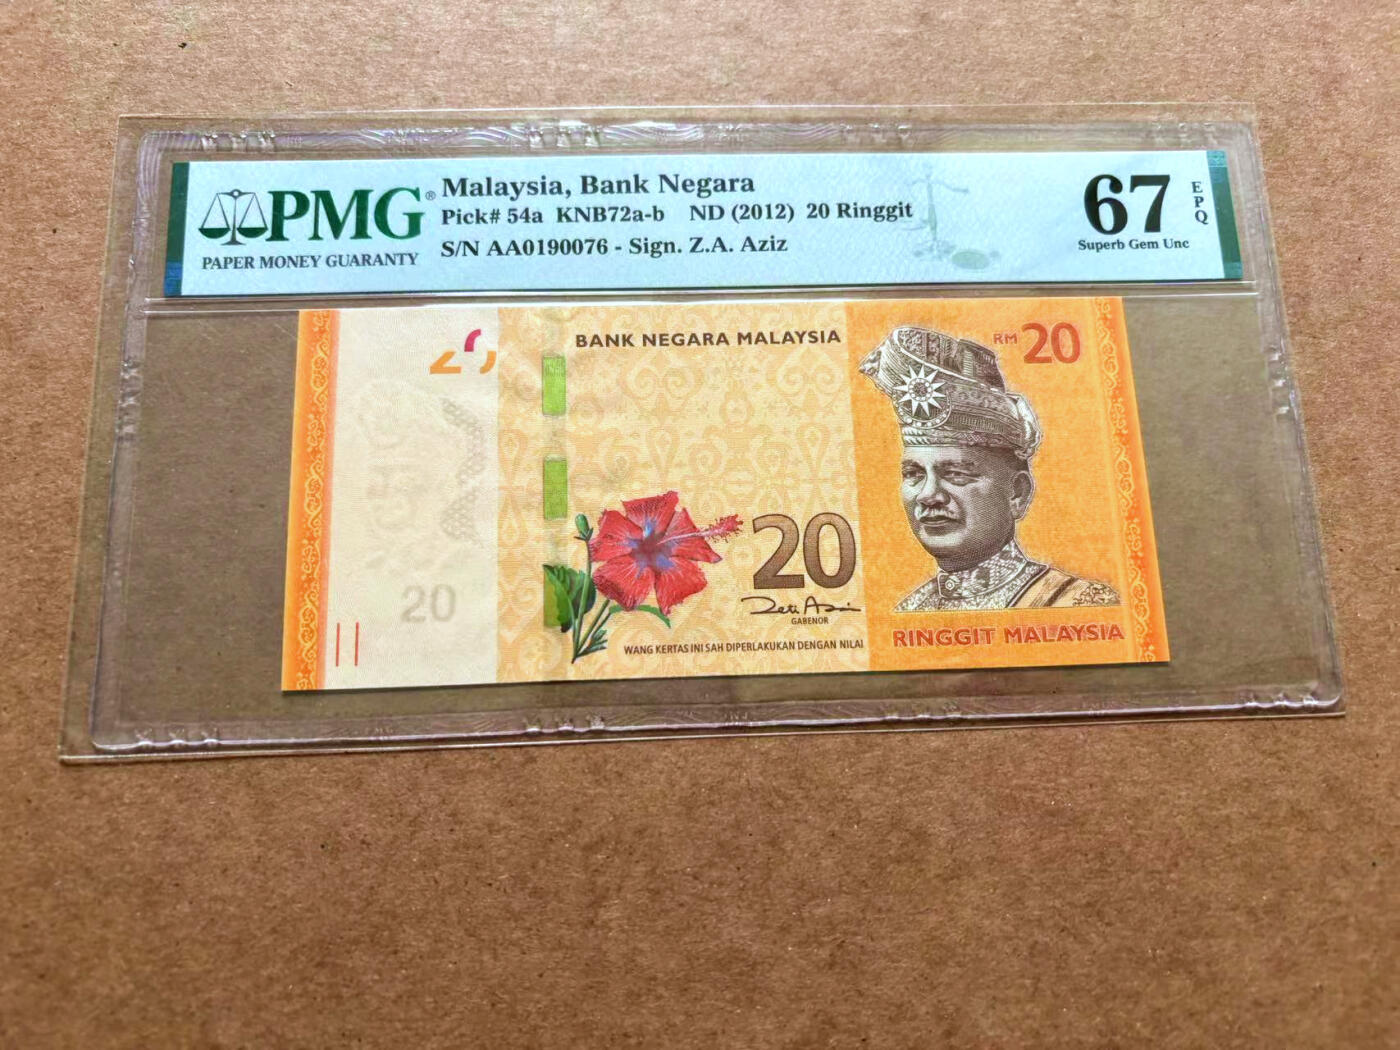 PMG®
PAPER MONEY GUARANTY
Malaysia, Bank Negara
Pick# 54a KNB72a-b ND (2012) 20 Ringgit
S/N AA0190076 - Sign. Z.A. Aziz
67
EPQ
Superb Gem Unc
BANK NEGARA MALAYSIA
RM 20
20
20
Zeti Aziz
GABENOR
WANG KERTAS INI SAH DIPERLAKUKAN DENGAN NILAI
RINGGIT MALAYSIA